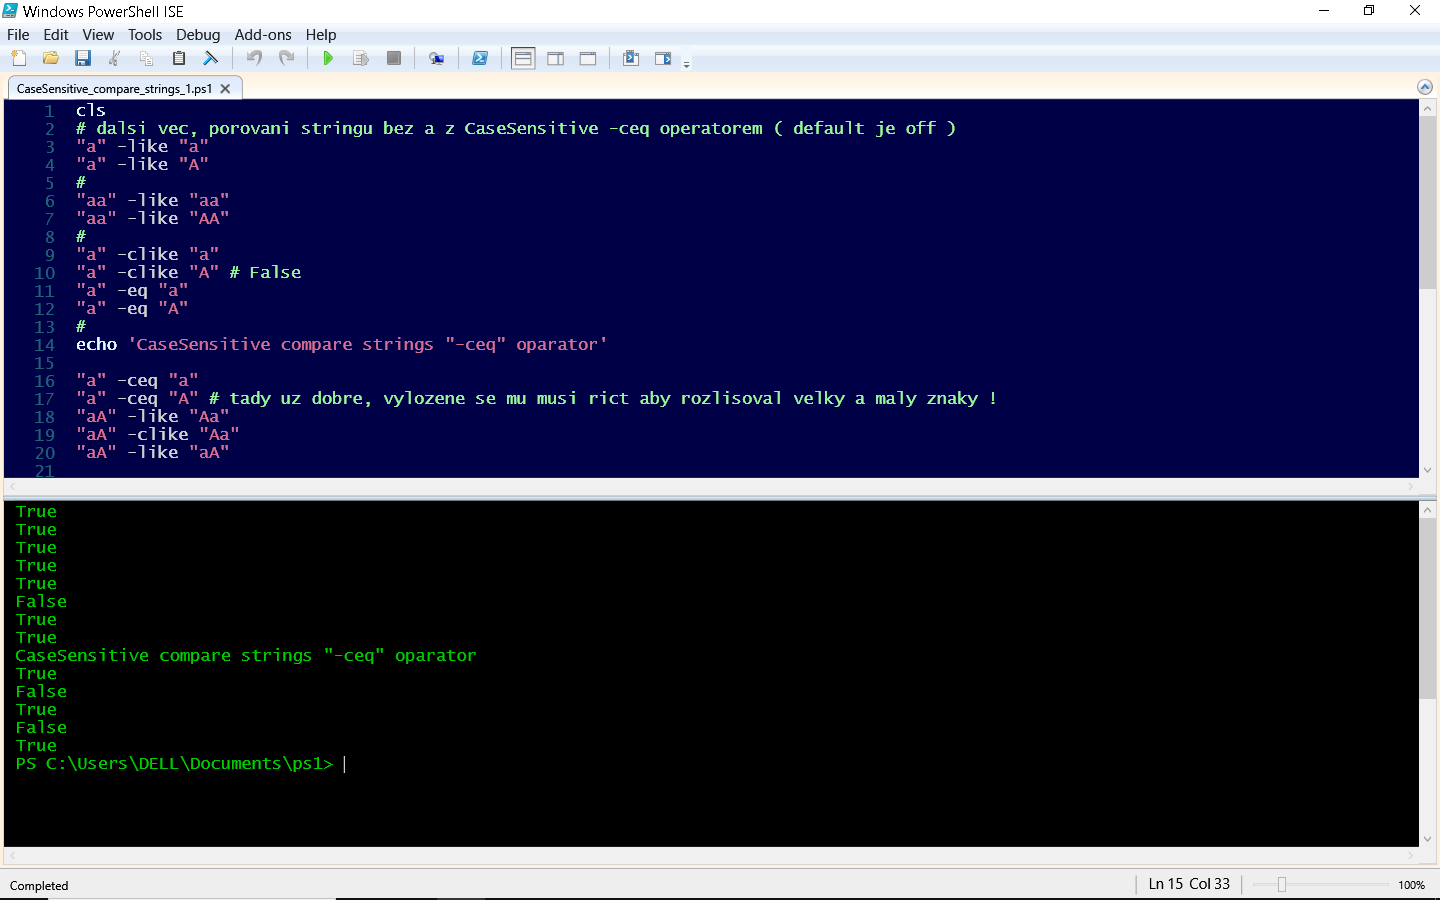 Windows PowerShell ISE
File Edit View Tools Debug Add-ons Help
CaseSensitive_compare_strings_1.ps1
1 cls
2 # dalsi vec, porovani stringu bez a z CaseSensitive -ceq operatorem ( default je off )
3 "a" -like "a"
4 "a" -like "A"
5 #
6 "aa" -like "aa"
7 "aa" -like "AA"
8 #
9 "a" -clike "a"
10 "a" -clike "A" # False
11 "a" -eq "a"
12 "a" -eq "A"
13 #
14 echo 'CaseSensitive compare strings "-ceq" oparator'
15
16 "a" -ceq "a"
17 "a" -ceq "A" # tady uz dobre, vylozene se mu musi rict aby rozlisoval velky a maly znaky !
18 "aA" -like "Aa"
19 "aA" -clike "Aa"
20 "aA" -like "aA"
21
True
True
True
True
True
False
True
True
CaseSensitive compare strings "-ceq" oparator
True
False
True
False
True
PS C:\Users\DELL\Documents\ps1>
Completed
Ln 15 Col 33
100%